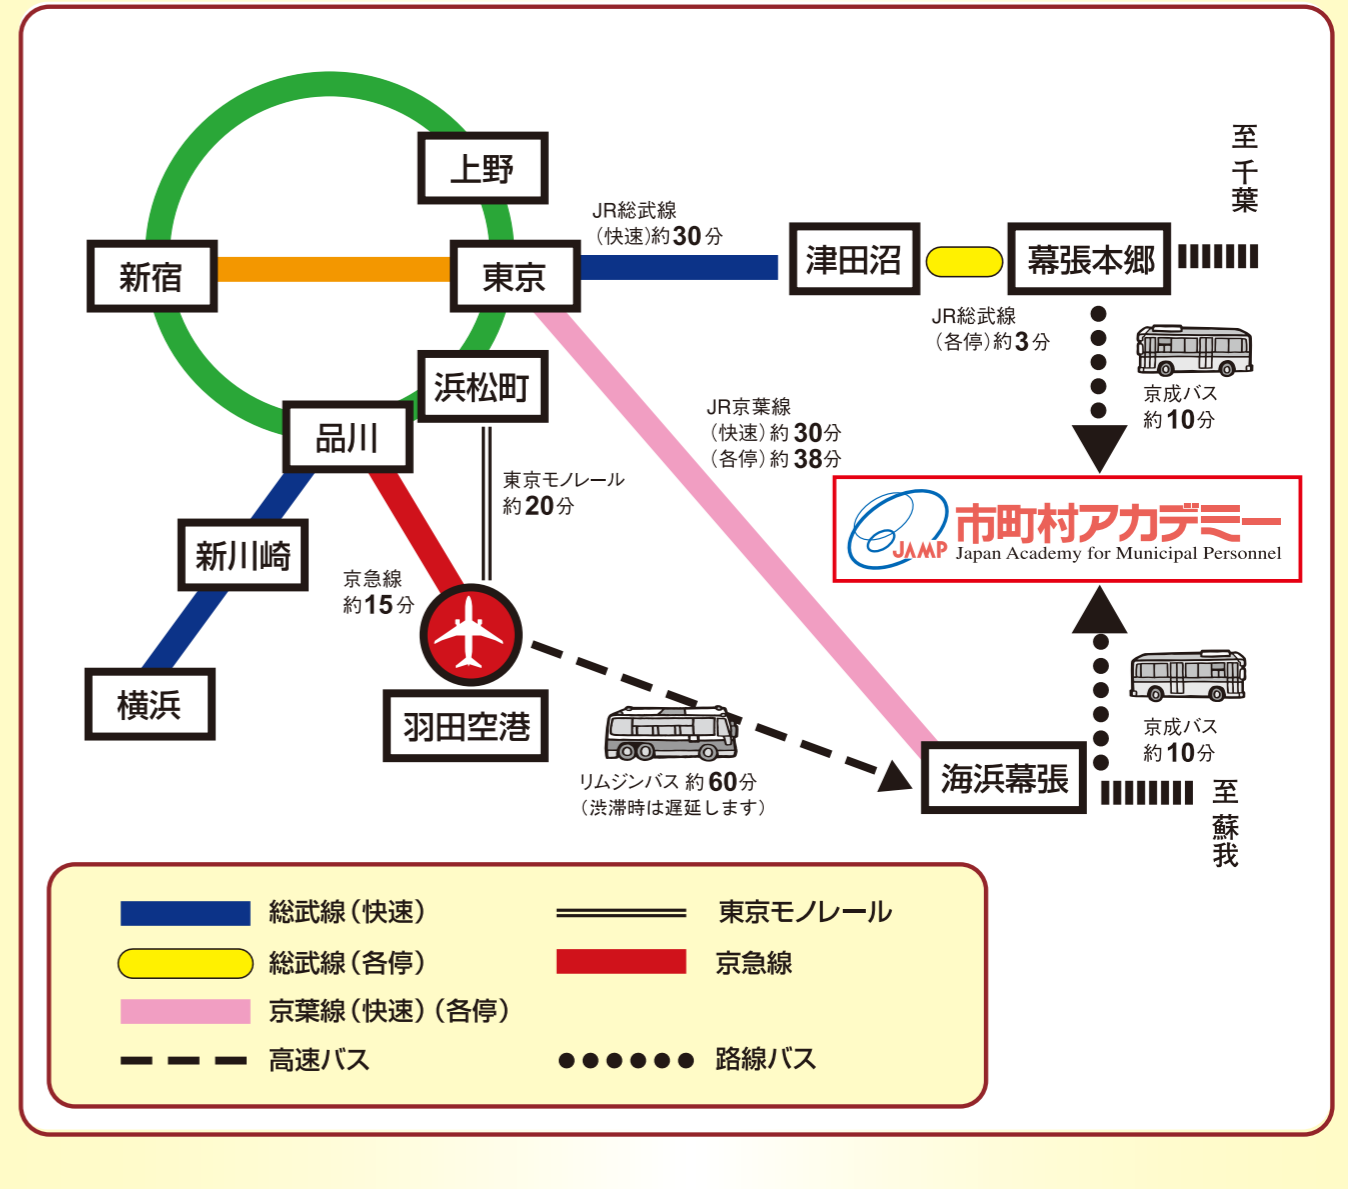 上野
至千葉
JR総武線
（快速）約30分
新宿
東京
津田沼
幕張本郷
JR総武線
（各停）約3分
浜松町
京成バス
約10分
JR京葉線
（快速）約30分
（各停）約38分
品川
東京モノレール
約20分
市町村アカデミー
JAMP
Japan Academy for Municipal Personnel
新川崎
京急線
約15分
横浜
羽田空港
京成バス
約10分
リムジンバス 約60分
（渋滞時は遅延します）
海浜幕張
至蘇我
総武線（快速）
東京モノレール
総武線（各停）
京急線
京葉線（快速）（各停）
高速バス
路線バス